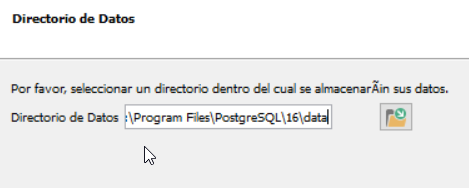 Directorio de Datos
Por favor, seleccionar un directorio dentro del cual se almacenarÃin sus datos.
Directorio de Datos :\Program Files\PostgreSQL\16\data